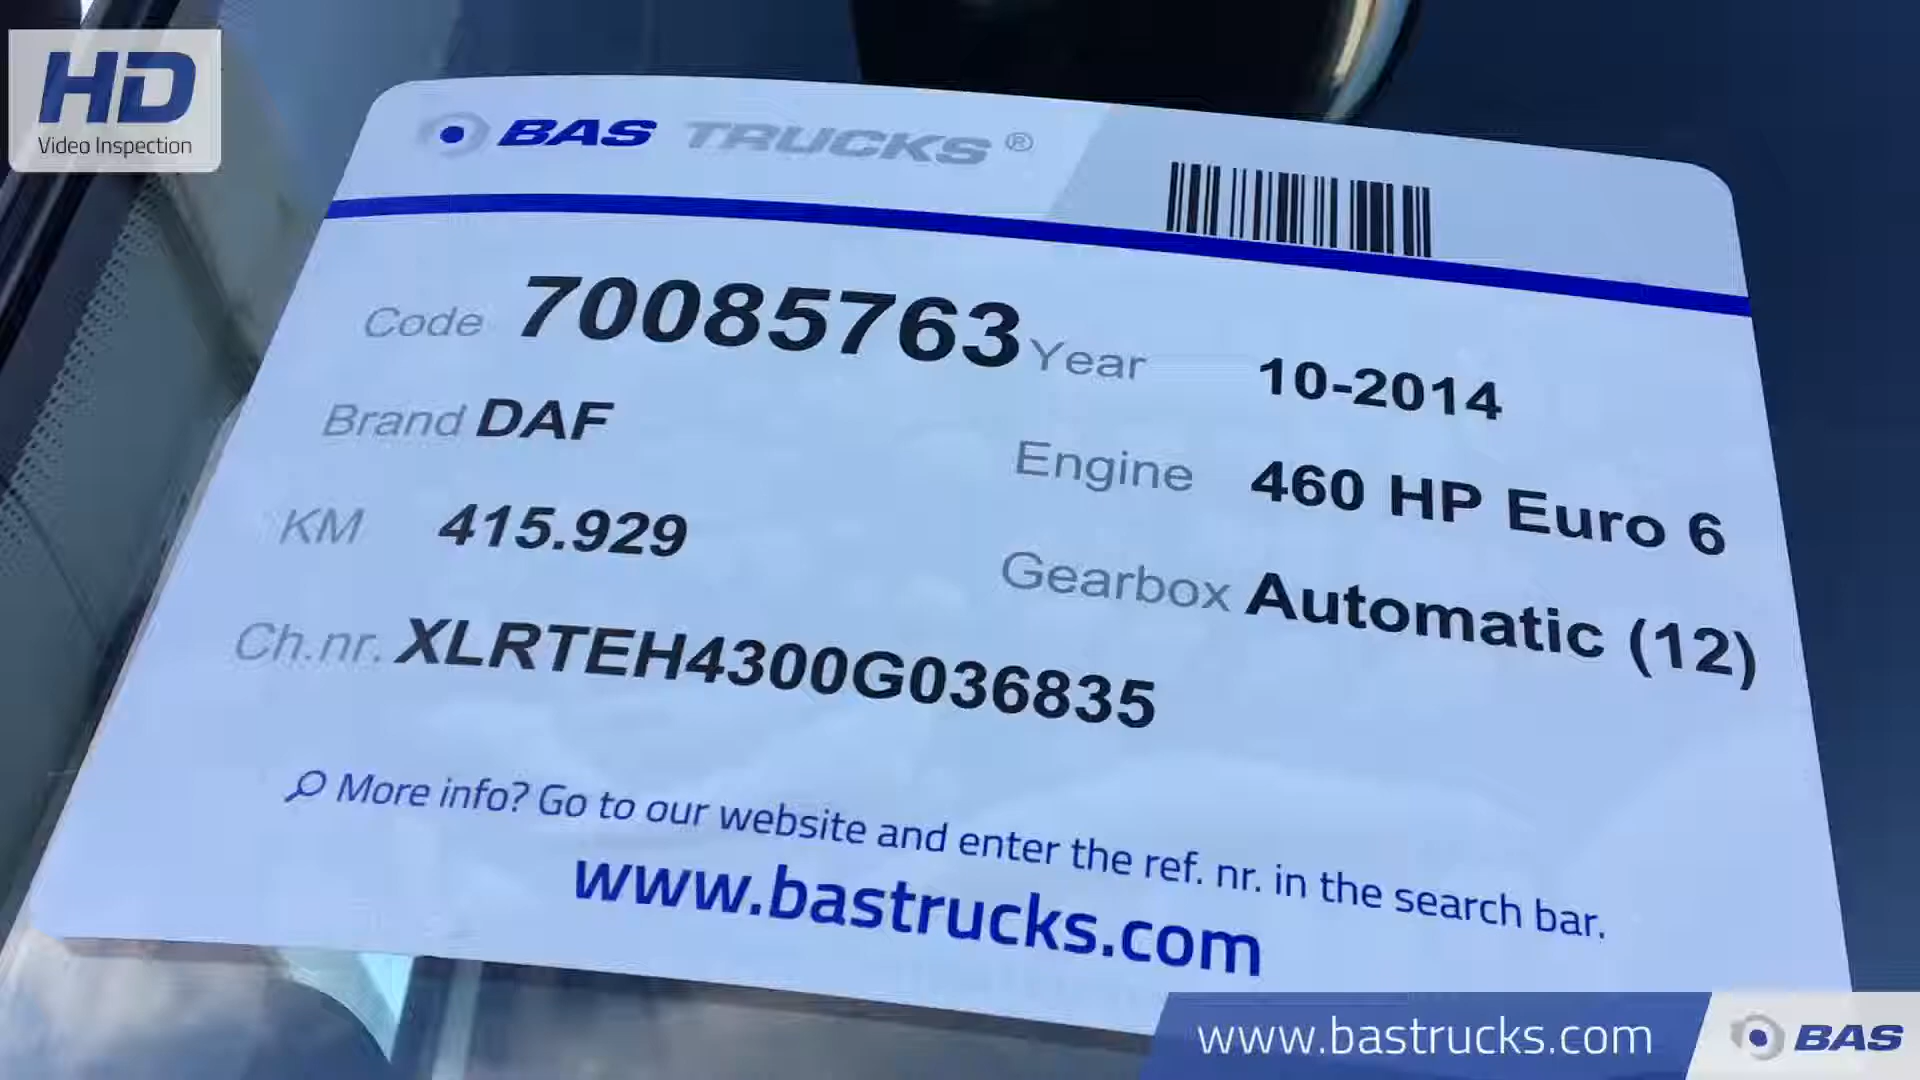 HD
Video Inspection
BAS TRUCKS®
Code 70085763 Year 10-2014
Brand DAF Engine 460 HP Euro 6
KM 415.929 Gearbox Automatic (12)
Ch.nr. XLRTEH4300G036835
More info? Go to our website and enter the ref. nr. in the search bar.
www.bastrucks.com
www.bastrucks.com BAS